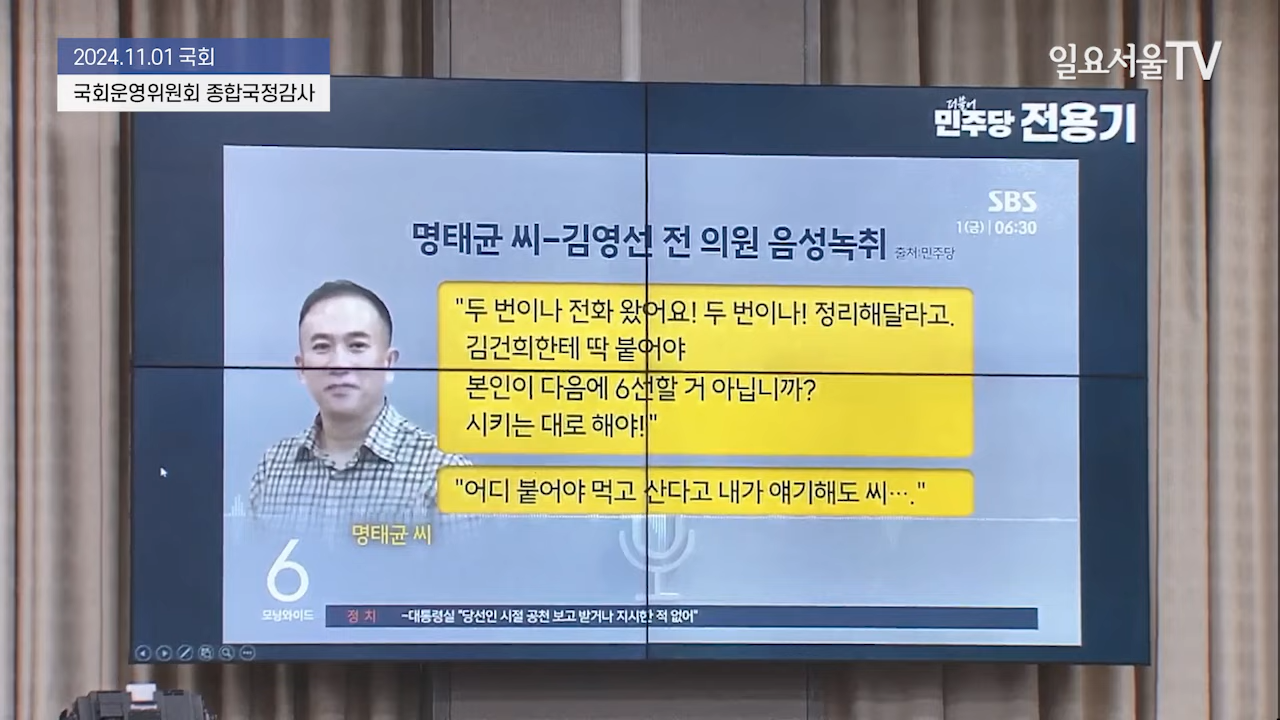 2024.11.01 국회
국회운영위원회 종합국정감사
일요서울TV
더불어
민주당 전용기
SBS
1(금) | 06:30
명태균 씨-김영선 전 의원 음성녹취 출처:민주당
"두 번이나 전화 왔어요! 두 번이나! 정리해달라고.
김건희한테 딱 붙어야
본인이 다음에 6선할 거 아닙니까?
시키는 대로 해야!"
"어디 붙어야 먹고 산다고 내가 얘기해도 씨…."
명태균 씨
6
모닝와이드
정치 -대통령실 "당선인 시절 공천 보고 받거나 지시한 적 없어"